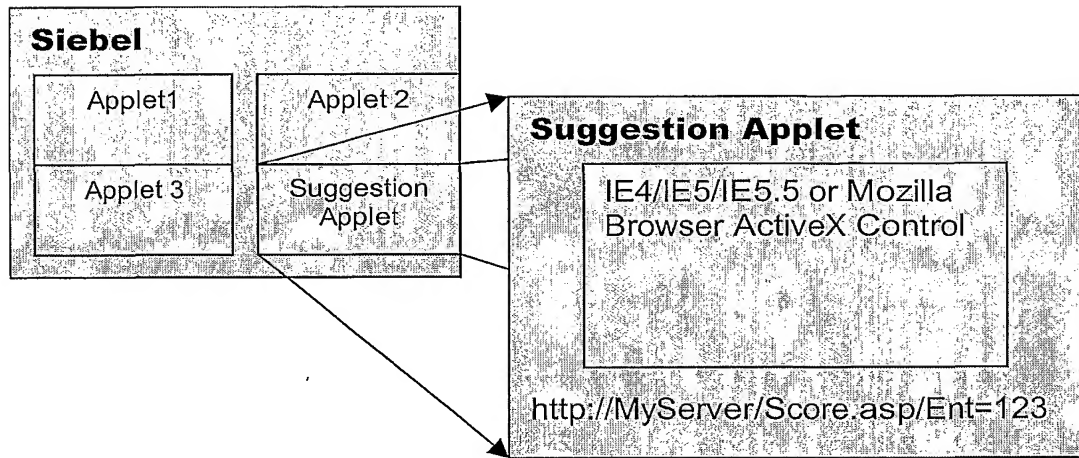 Siebel
Applet1
Applet 2
Applet 3
Suggestion
Applet
Suggestion Applet
IE4/IE5/IE5.5 or Mozilla
Browser ActiveX Control
http://MyServer/Score.asp/Ent=123